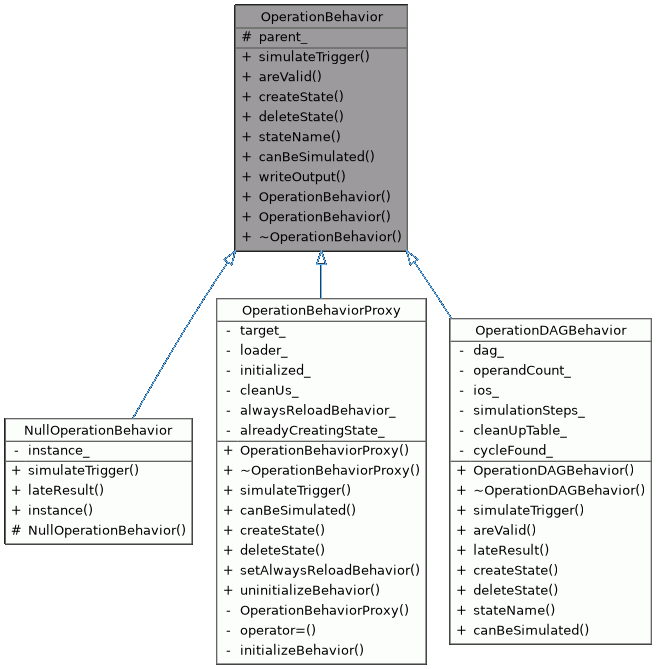 OperationBehavior
# parent_
+ simulateTrigger()
+ areValid()
+ createState()
+ deleteState()
+ stateName()
+ canBeSimulated()
+ writeOutput()
+ OperationBehavior()
+ OperationBehavior()
+ ~OperationBehavior()
NullOperationBehavior
- instance_
+ simulateTrigger()
+ lateResult()
+ instance()
# NullOperationBehavior()
OperationBehaviorProxy
- target_
- loader_
- initialized_
- cleanUs_
- alwaysReloadBehavior_
- alreadyCreatingState_
+ OperationBehaviorProxy()
+ ~OperationBehaviorProxy()
+ simulateTrigger()
+ canBeSimulated()
+ createState()
+ deleteState()
+ setAlwaysReloadBehavior()
+ uninitializeBehavior()
- OperationBehaviorProxy()
- operator=()
- initializeBehavior()
OperationDAGBehavior
- dag_
- operandCount_
- ios_
- simulationSteps_
- cleanUpTable_
- cycleFound_
+ OperationDAGBehavior()
+ ~OperationDAGBehavior()
+ simulateTrigger()
+ areValid()
+ lateResult()
+ createState()
+ deleteState()
+ stateName()
+ canBeSimulated()